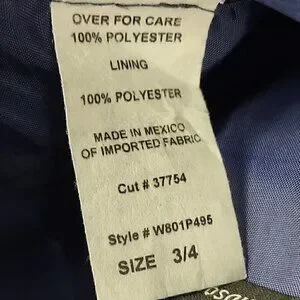 OVER FOR CARE
100% POLYESTER
LINING
100% POLYESTER
MADE IN MEXICO
OF IMPORTED FABRIC
Cut # 37754
Style # W801P495
SIZE 3/4